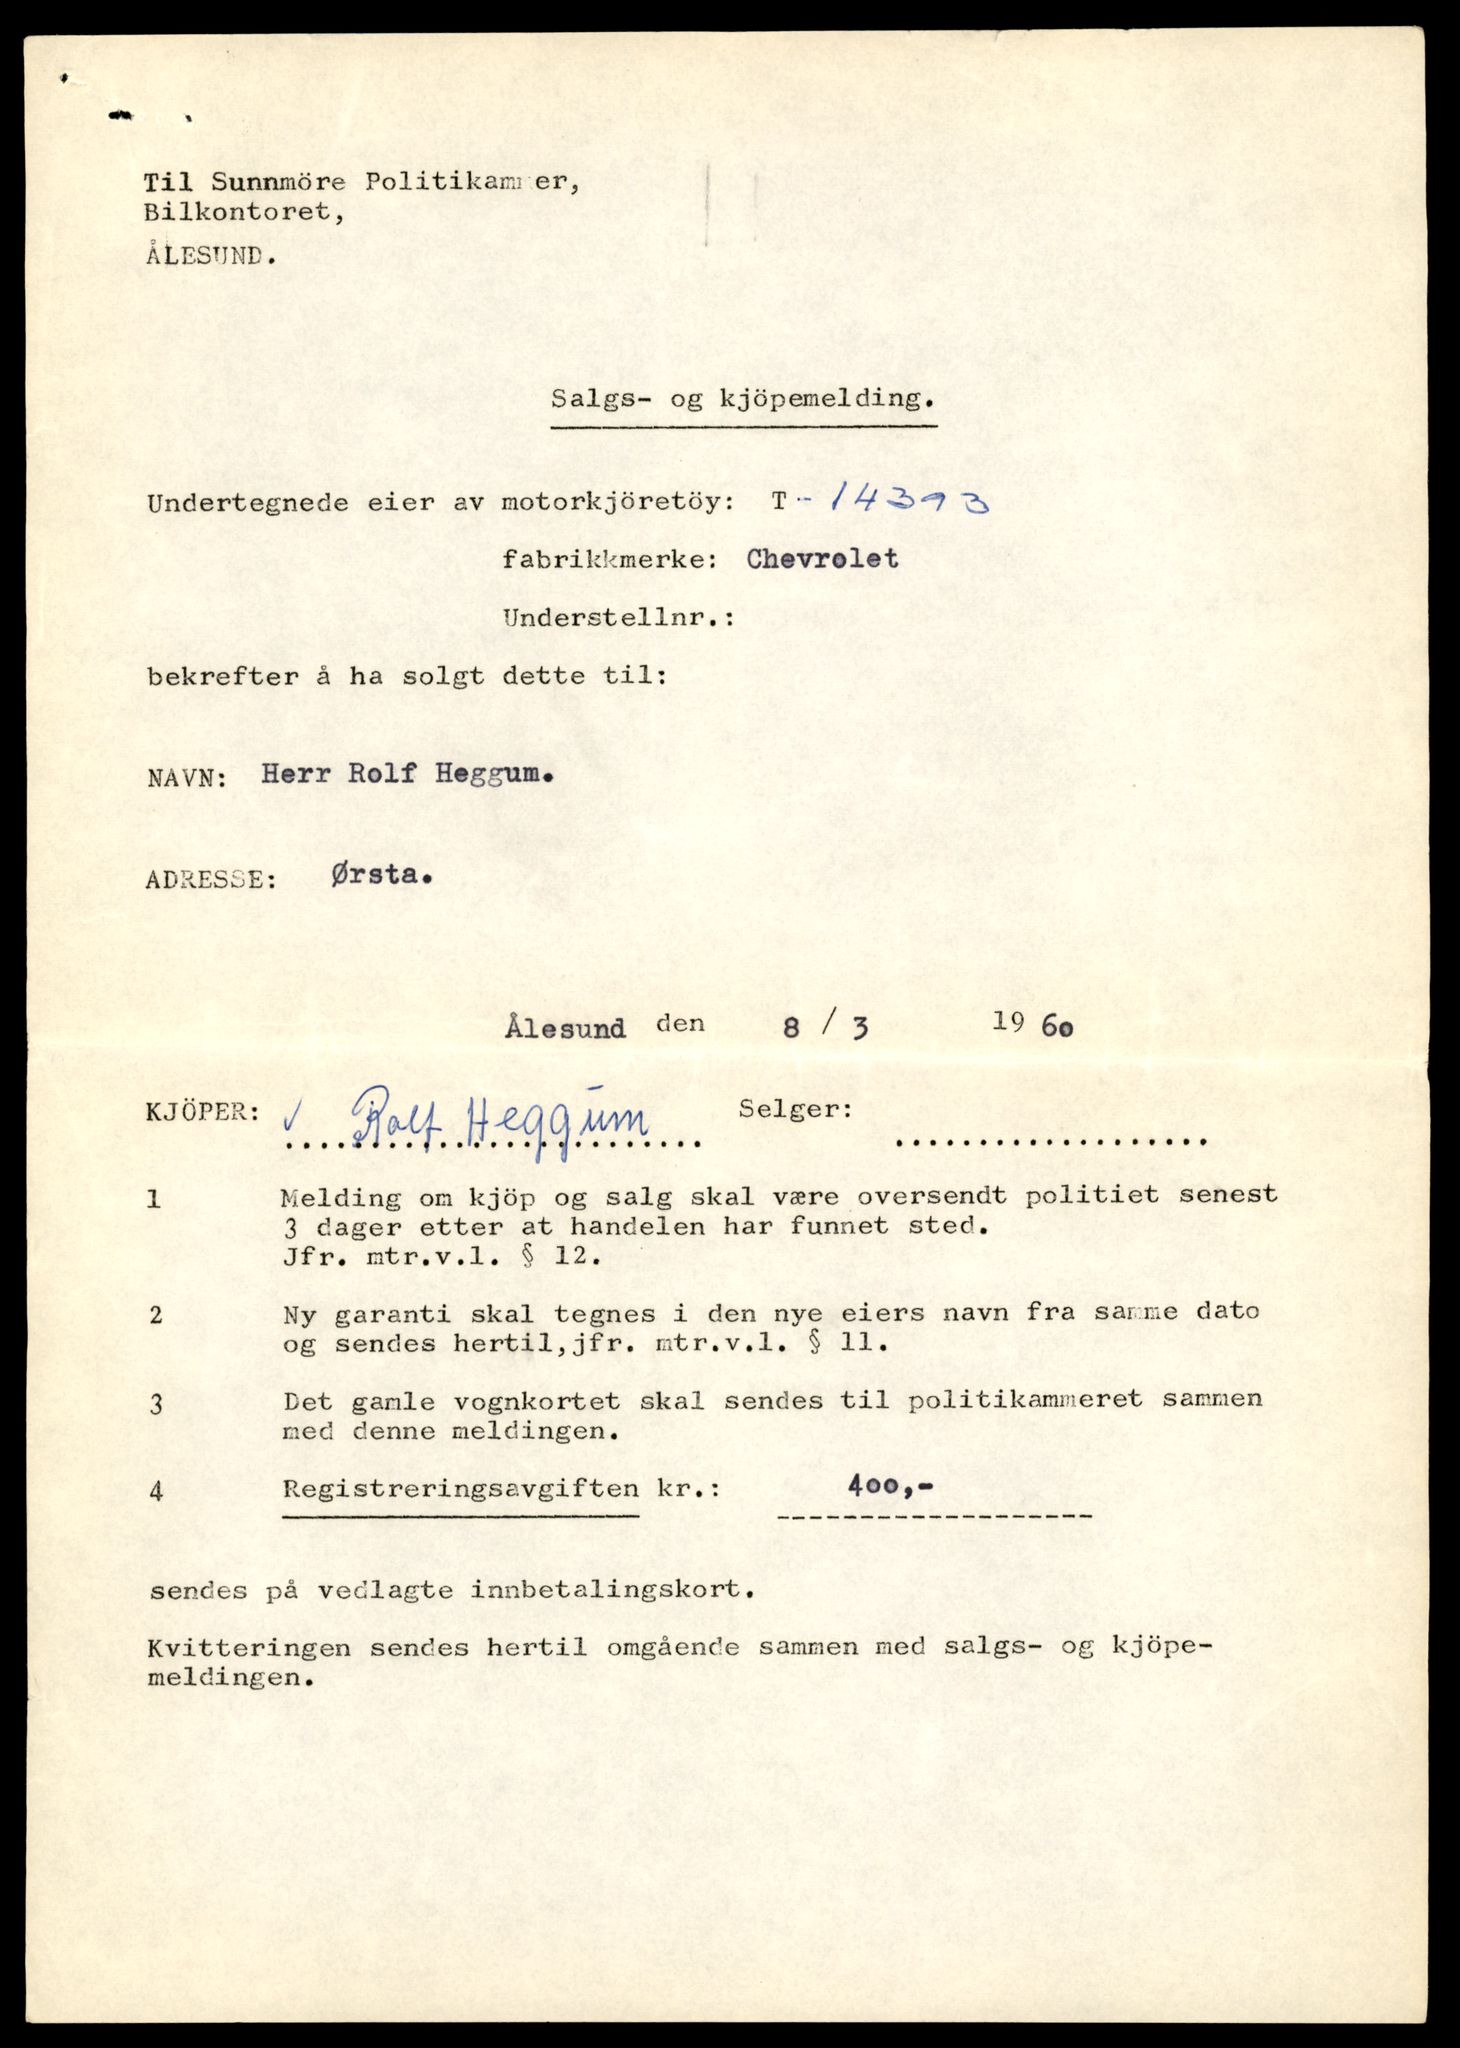 Til Sunnmöre Politikammer,
Bilkontoret,
ÅLESUND.
Salgs- og kjöpemelding.
Undertegnede eier av motorkjöretöy: T - 14393
fabrikkmerke: Chevrolet
Understellnr.:
bekrefter å ha solgt dette til:
NAVN: Herr Rolf Heggum.
ADRESSE: Ørsta.
Ålesund den 8 / 3 1960
KJÖPER: Rolf Heggum Selger:
1 Melding om kjöp og salg skal være oversendt politiet senest
3 dager etter at handelen har funnet sted.
Jfr. mtr.v.l. § 12.
2 Ny garanti skal tegnes i den nye eiers navn fra samme dato
og sendes hertil,jfr. mtr.v.l. § 11.
3 Det gamle vognkortet skal sendes til politikammeret sammen
med denne meldingen.
4 Registreringsavgiften kr.: 400,-
sendes på vedlagte innbetalingskort.
Kvitteringen sendes hertil omgående sammen med salgs- og kjöpe-
meldingen.